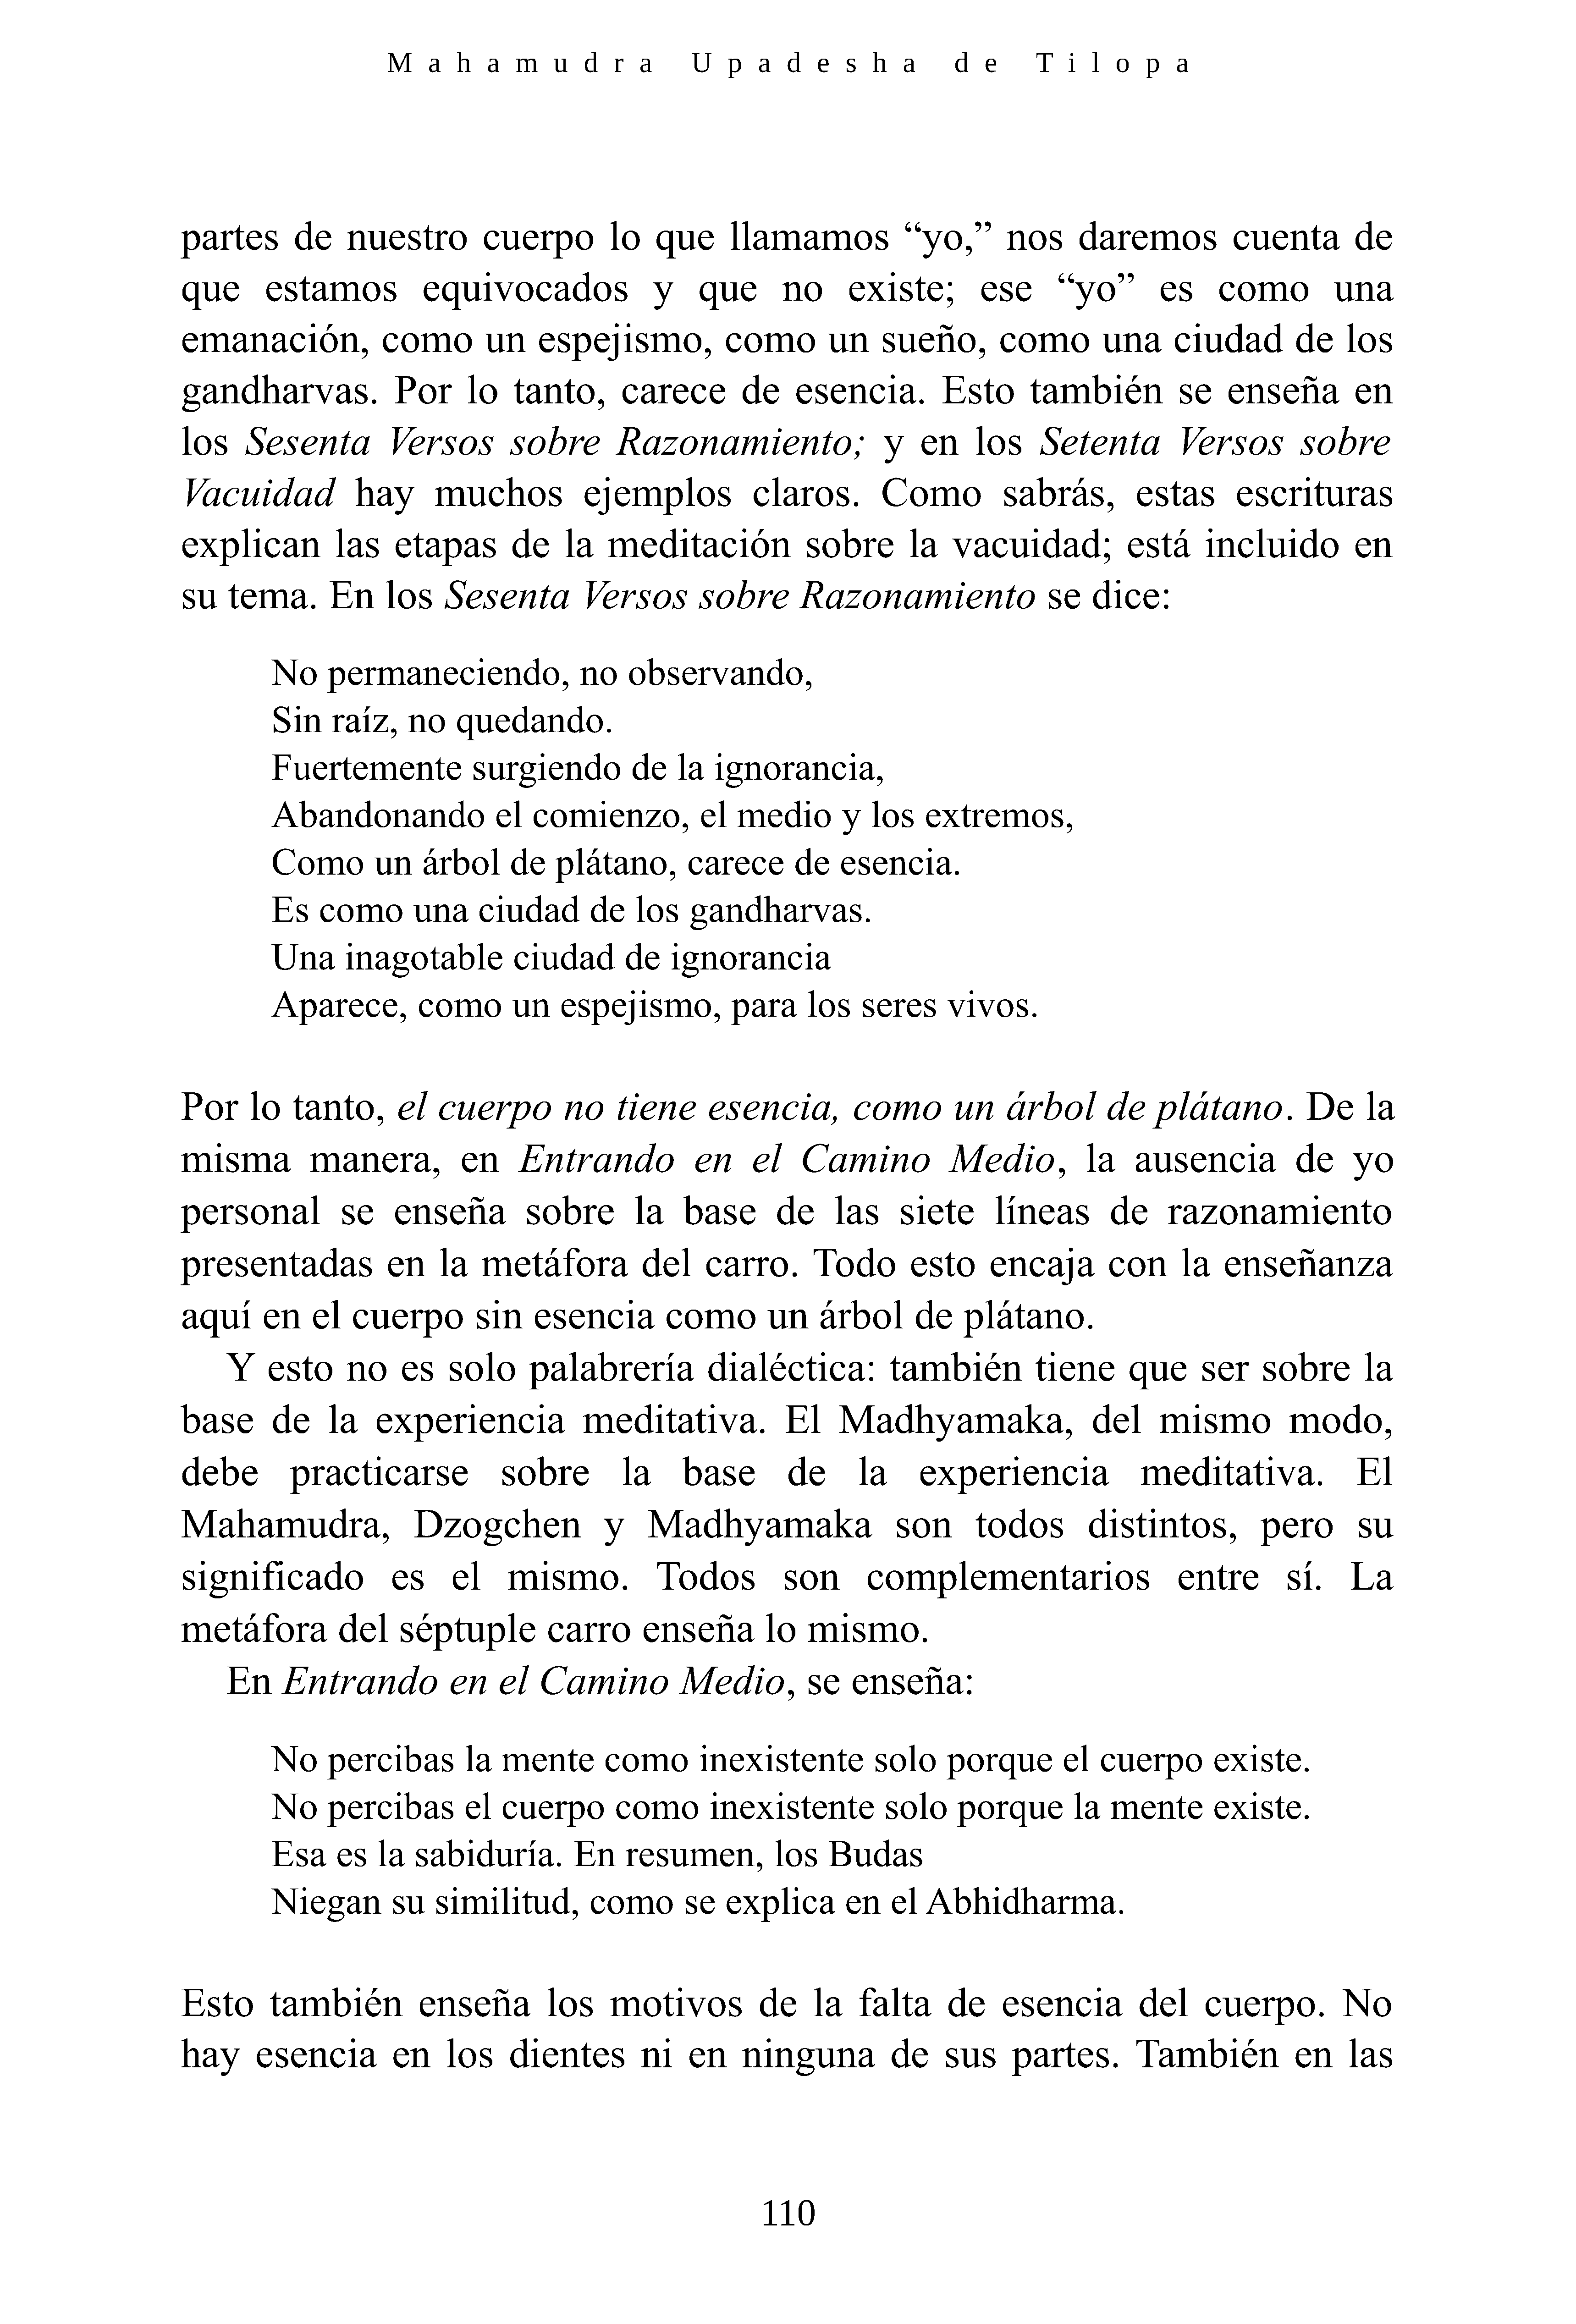 Mahamudra Upadesha de Tilopa
partes de nuestro cuerpo lo que llamamos “yo,” nos daremos cuenta de
que estamos equivocados y que no existe; ese “yo” es como una
emanación, como un espejismo, como un sueño, como una ciudad de los
gandharvas. Por lo tanto, carece de esencia. Esto también se enseña en
los Sesenta Versos sobre Razonamiento; y en los Setenta Versos sobre
Vacuidad hay muchos ejemplos claros. Como sabrás, estas escrituras
explican las etapas de la meditación sobre la vacuidad; está incluido en
su tema. En los Sesenta Versos sobre Razonamiento se dice:
No permaneciendo, no observando,
Sin raíz, no quedando.
Fuertemente surgiendo de la ignorancia,
Abandonando el comienzo, el medio y los extremos,
Como un árbol de plátano, carece de esencia.
Es como una ciudad de los gandharvas.
Una inagotable ciudad de ignorancia
Aparece, como un espejismo, para los seres vivos.
Por lo tanto, el cuerpo no tiene esencia, como un árbol de plátano. De la
misma manera, en Entrando en el Camino Medio, la ausencia de yo
personal se enseña sobre la base de las siete líneas de razonamiento
presentadas en la metáfora del carro. Todo esto encaja con la enseñanza
aquí en el cuerpo sin esencia como un árbol de plátano.
Y esto no es solo palabrería dialéctica: también tiene que ser sobre la
base de la experiencia meditativa. El Madhyamaka, del mismo modo,
debe practicarse sobre la base de la experiencia meditativa. El
Mahamudra, Dzogchen y Madhyamaka son todos distintos, pero su
significado es el mismo. Todos son complementarios entre sí. La
metáfora del séptuple carro enseña lo mismo.
En Entrando en el Camino Medio, se enseña:
No percibas la mente como inexistente solo porque el cuerpo existe.
No percibas el cuerpo como inexistente solo porque la mente existe.
Esa es la sabiduría. En resumen, los Budas
Niegan su similitud, como se explica en el Abhidharma.
Esto también enseña los motivos de la falta de esencia del cuerpo. No
hay esencia en los dientes ni en ninguna de sus partes. También en las
110